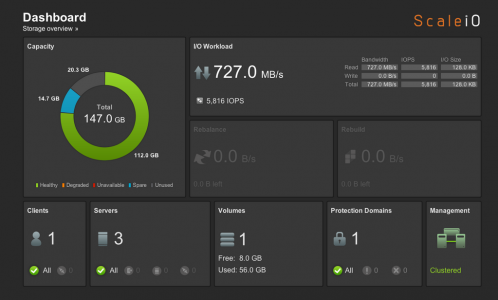 Dashboard
Storage overview »
ScaleIO
Capacity
20.3 GB
14.7 GB
Total
147.0 GB
112.0 GB
Healthy Degraded Unavailable Spare Unused
I/O Workload
727.0 MB/s
5,816 IOPS
Bandwidth IOPS I/O Size
Read 727.0 MB/s 5,816 128.0 KB
Write 0.0 B/s 0 0.0 B
Total 727.0 MB/s 5,816 128.0 KB
Rebalance
0.0 B/s
0.0 B left
Rebuild
0.0 B/s
0.0 B left
Clients
1
All 0
Servers
3
All 0 0 0
Volumes
1
Free: 8.0 GB
Used: 56.0 GB
Protection Domains
1
All 0 0
Management
Clustered